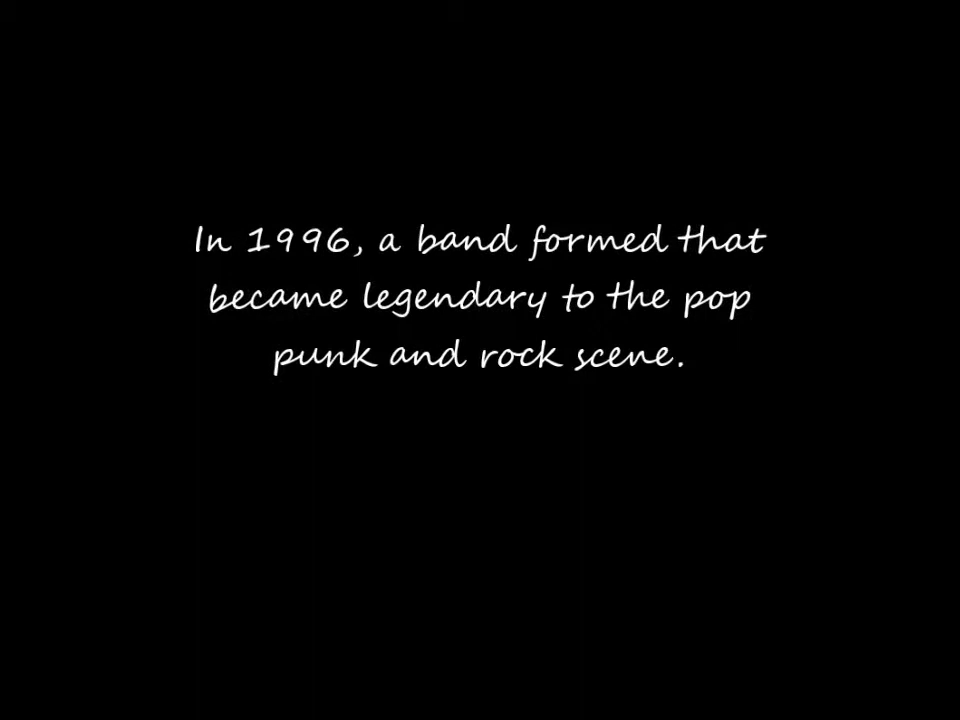 In 1996, a band formed that
became legendary to the pop
punk and rock scene.